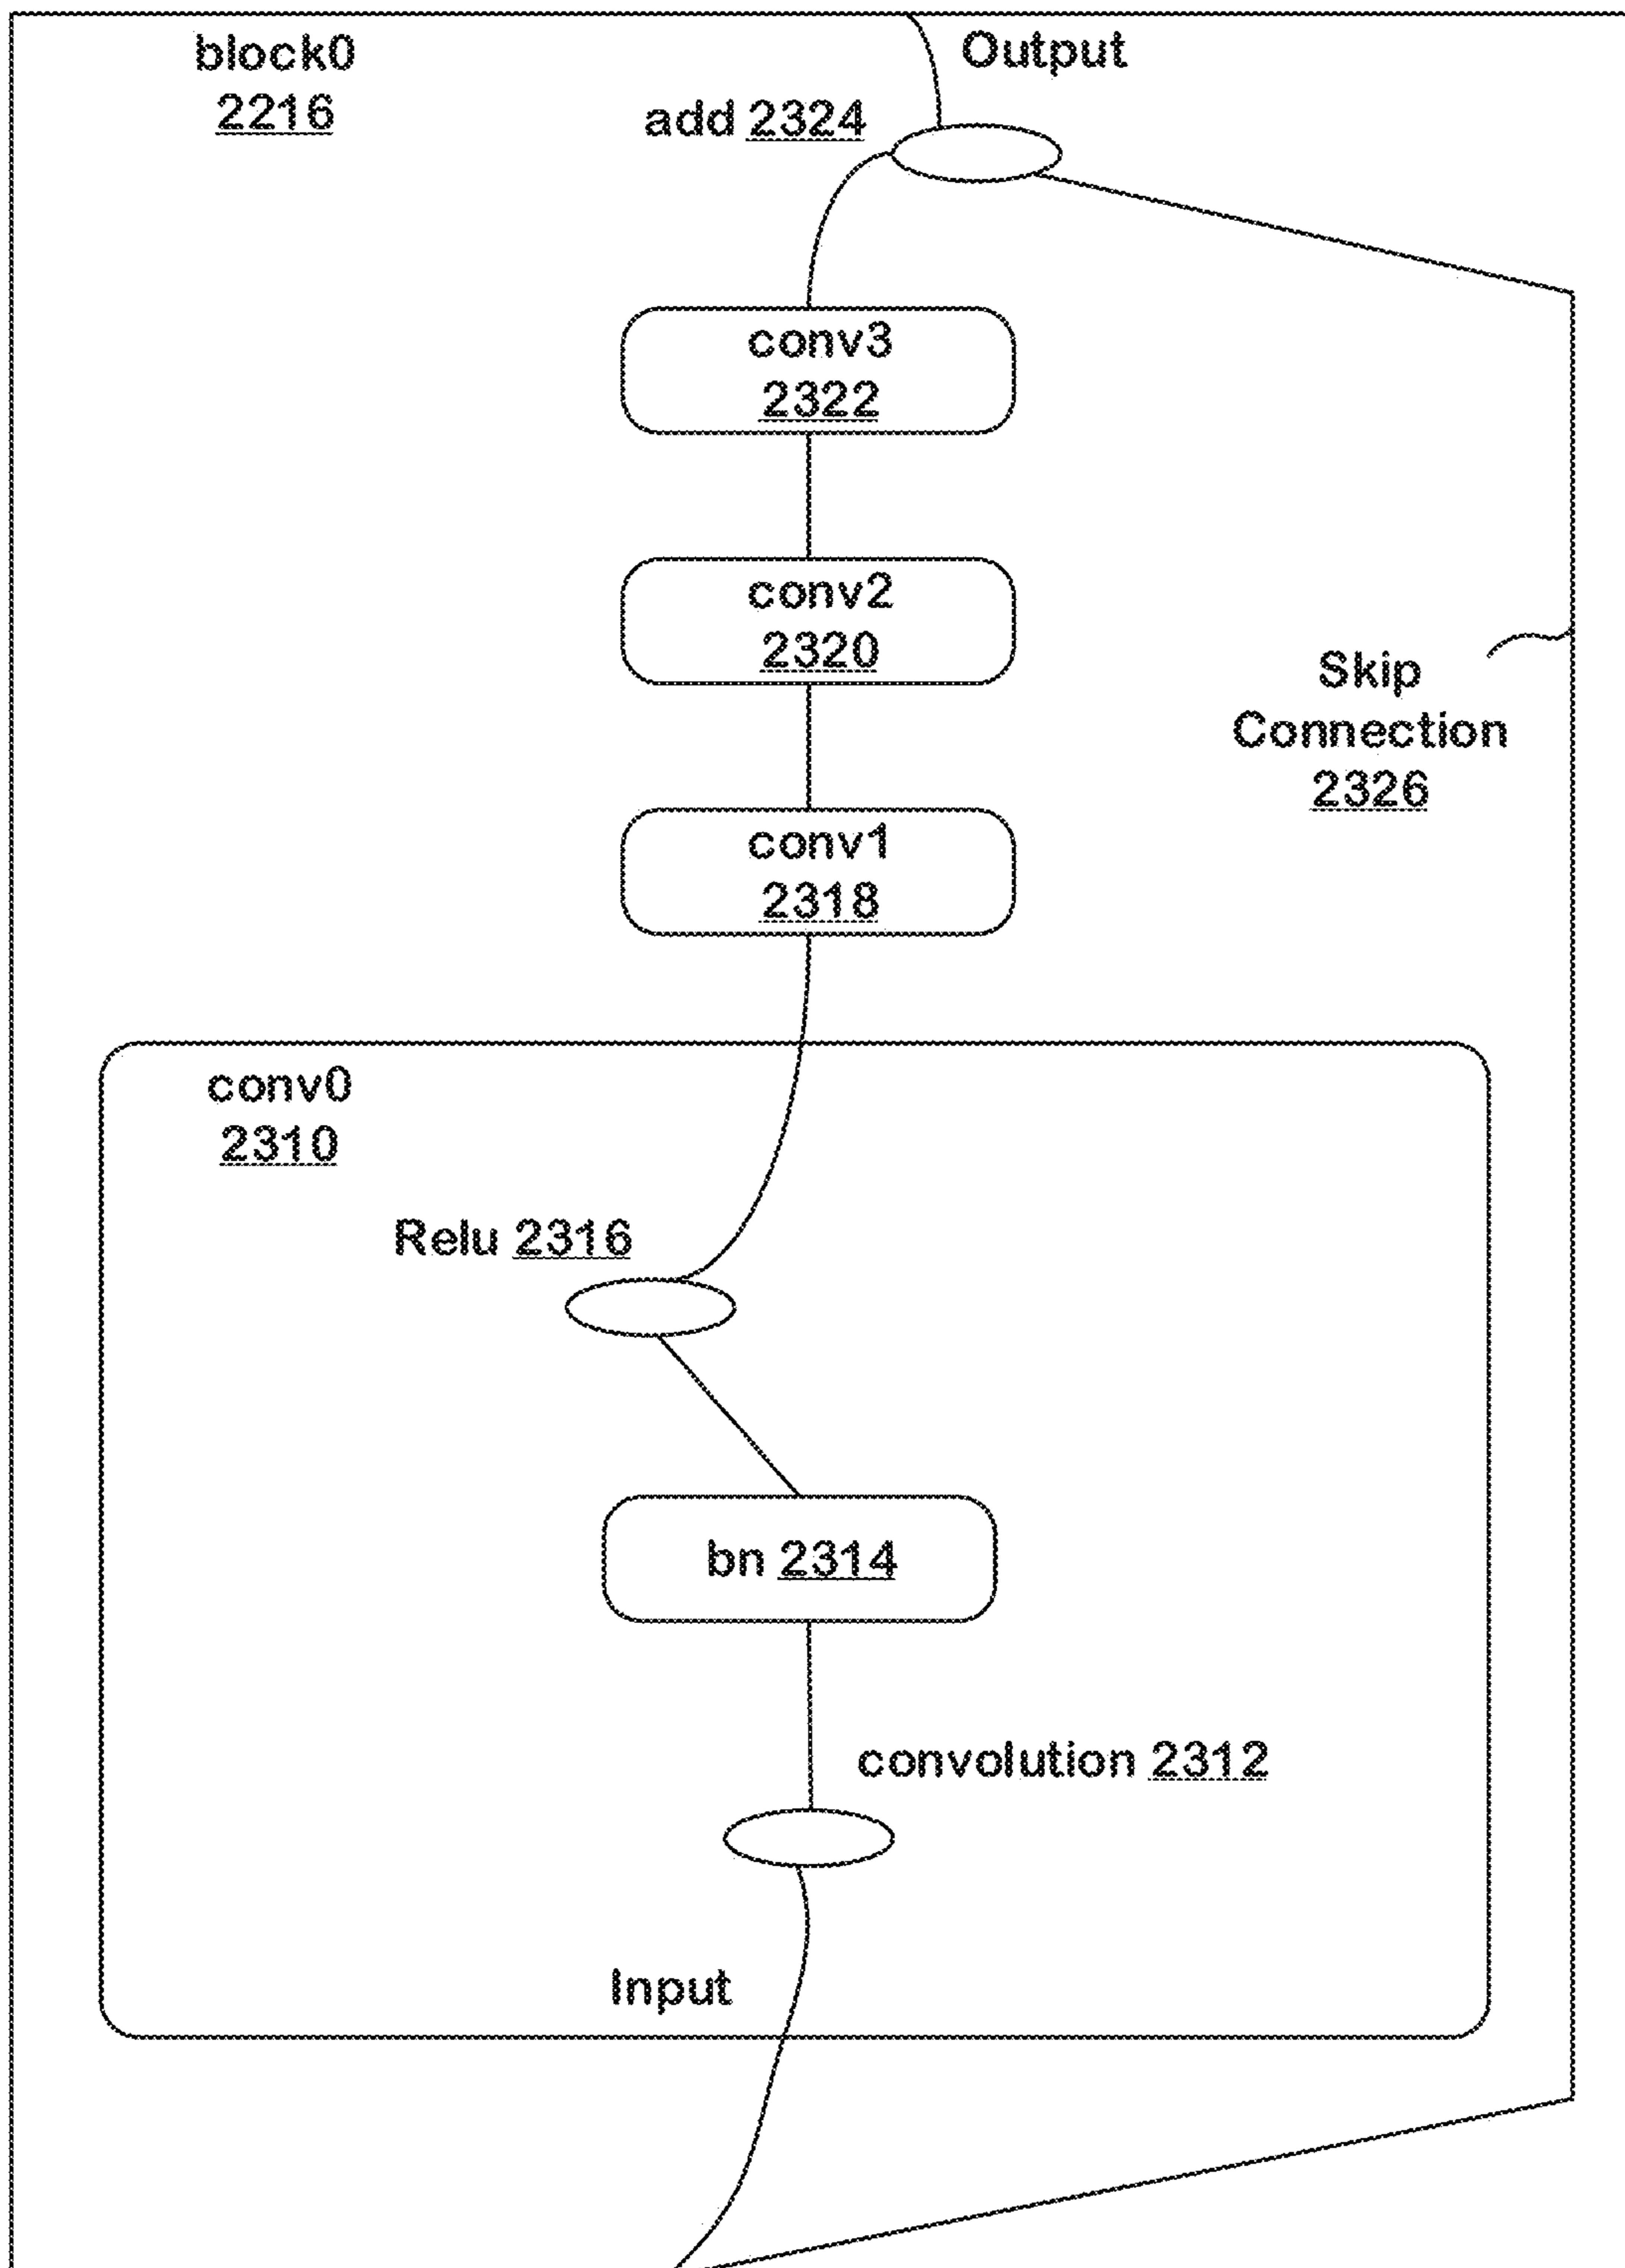 block0
2216
Output
add 2324
conv3
2322
conv2
2320
Skip
Connection
2326
conv1
2318
conv0
2310
Relu 2316
bn 2314
convolution 2312
Input